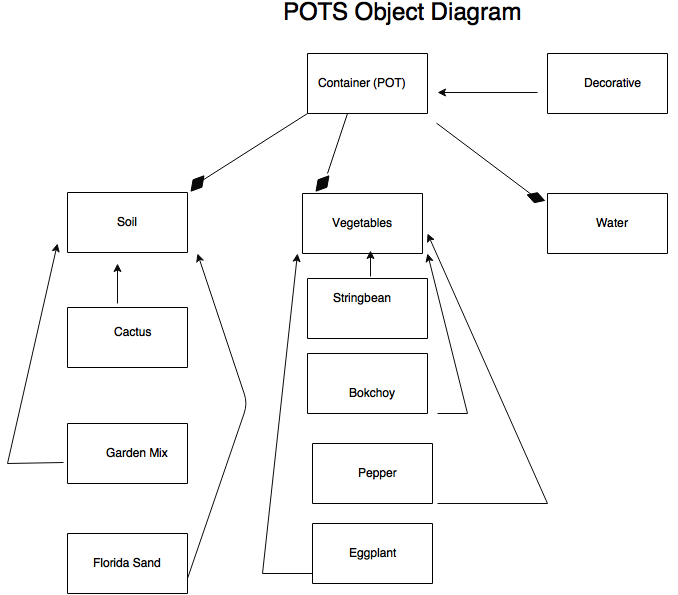 POTS Object Diagram
Container (POT)
Decorative
Soil
Vegetables
Water
Stringbean
Cactus
Bokchoy
Garden Mix
Pepper
Eggplant
Florida Sand